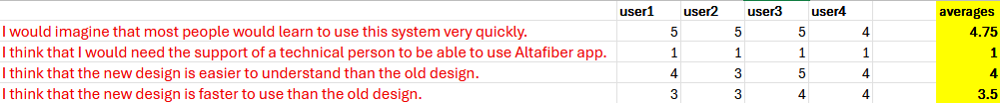 user1 user2 user3 user4 averages
I would imagine that most people would learn to use this system very quickly. 5 5 5 4 4.75
I think that I would need the support of a technical person to be able to use Altafiber app. 1 1 1 1 1
I think that the new design is easier to understand than the old design. 4 3 5 4 4
I think that the new design is faster to use than the old design. 3 3 4 4 3.5